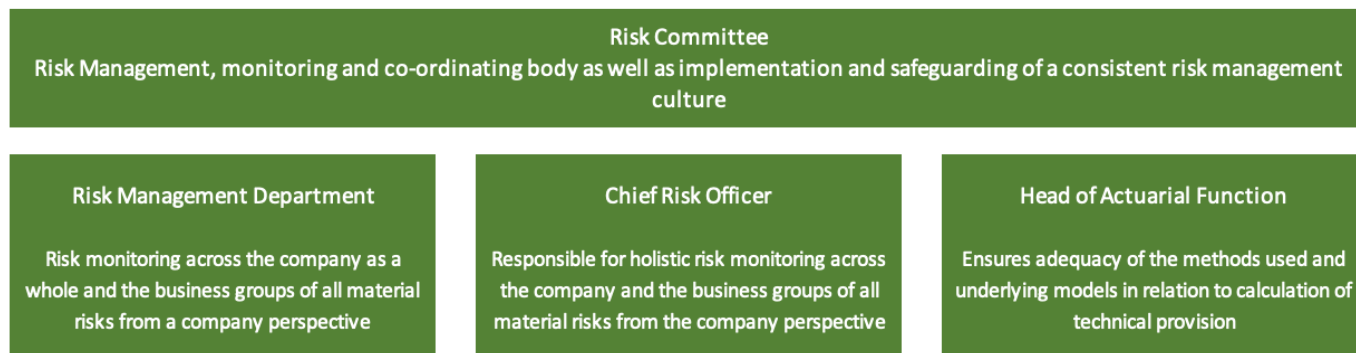 Risk Committee
Risk Management, monitoring and co-ordinating body as well as implementation and safeguarding of a consistent risk management
culture
Risk Management Department
Risk monitoring across the company as a
whole and the business groups of all material
risks from a company perspective
Chief Risk Officer
Responsible for holistic risk monitoring across
the company and the business groups of all
material risks from the company perspective
Head of Actuarial Function
Ensures adequacy of the methods used and
underlying models in relation to calculation of
technical provision